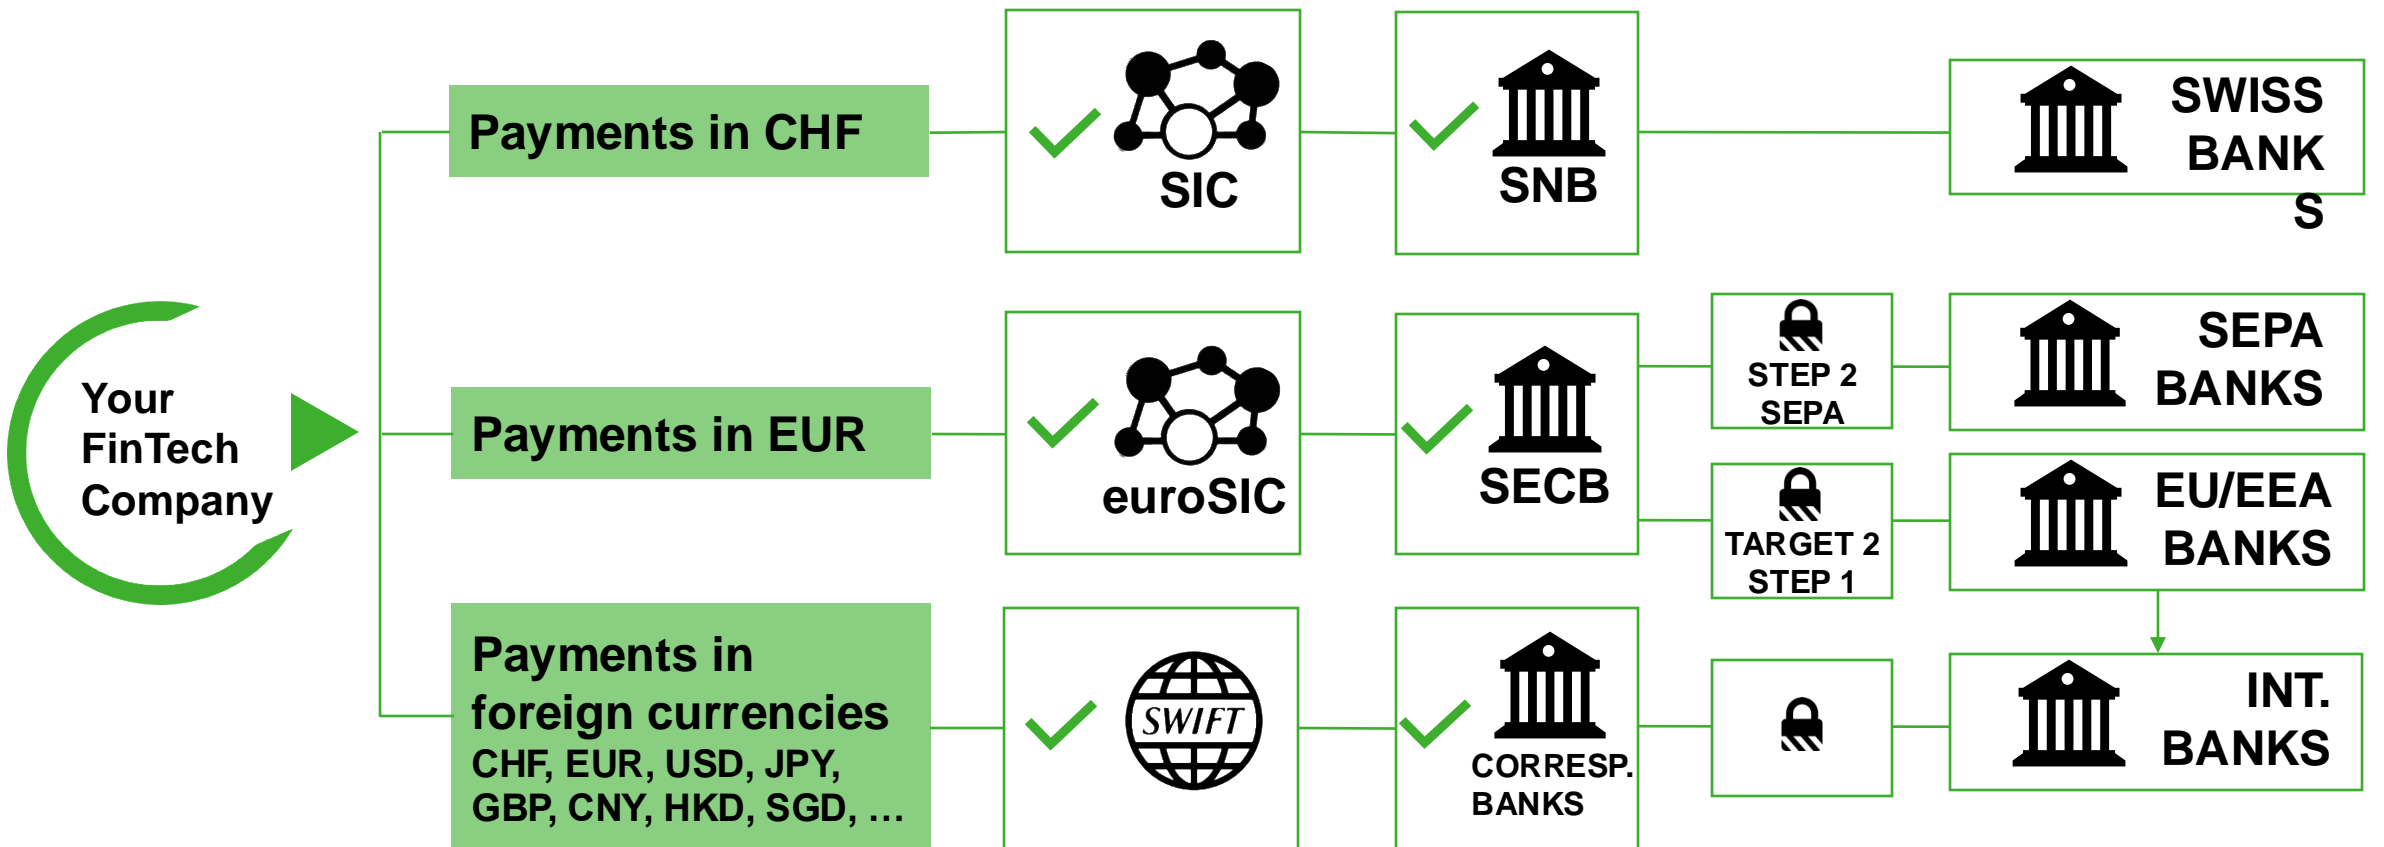 Your
FinTech
Company
Payments in CHF
SIC
SNB
SWISS
BANK
S
Payments in EUR
euroSIC
SECB
STEP 2
SEPA
SEPA
BANKS
TARGET 2
STEP 1
EU/EEA
BANKS
Payments in
foreign currencies
CHF, EUR, USD, JPY,
GBP, CNY, HKD, SGD, …
SWIFT
CORRESP.
BANKS
INT.
BANKS